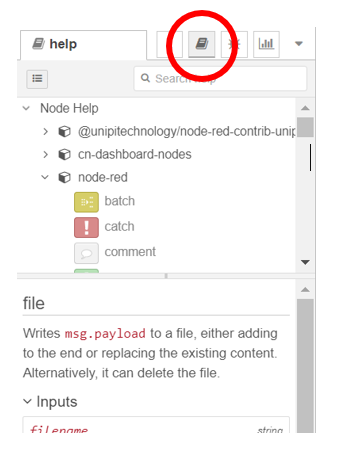 help
Search help
Node Help
@unipitechnology/node-red-contrib-unip
cn-dashboard-nodes
node-red
batch
catch
comment
file
Writes msg.payload to a file, either adding
to the end or replacing the existing content.
Alternatively, it can delete the file.
Inputs
filename string